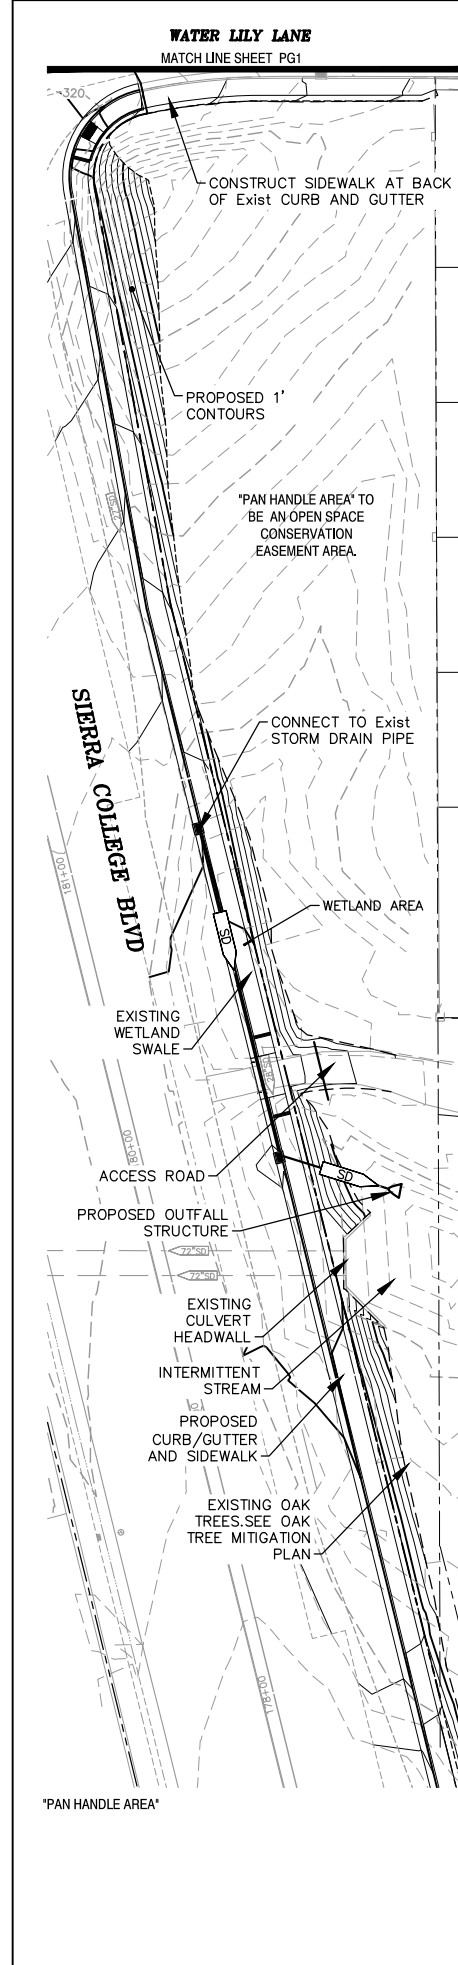 WATER LILY LANE
MATCH LINE SHEET PG1
320
CONSTRUCT SIDEWALK AT BACK
OF Exist CURB AND GUTTER
PROPOSED 1'
CONTOURS
"PAN HANDLE AREA" TO
BE AN OPEN SPACE
CONSERVATION
EASEMENT AREA.
SIERRA COLLEGE BLVD
CONNECT TO Exist
STORM DRAIN PIPE
181+00
WETLAND AREA
SD
EXISTING
WETLAND
SWALE
180+00
ACCESS ROAD
SD
PROPOSED OUTFALL
STRUCTURE
72"SD
72"SD
EXISTING
CULVERT
HEADWALL
INTERMITTENT
STREAM
PROPOSED
CURB/GUTTER
AND SIDEWALK
EXISTING OAK
TREES.SEE OAK
TREE MITIGATION
PLAN
178+00
"PAN HANDLE AREA"